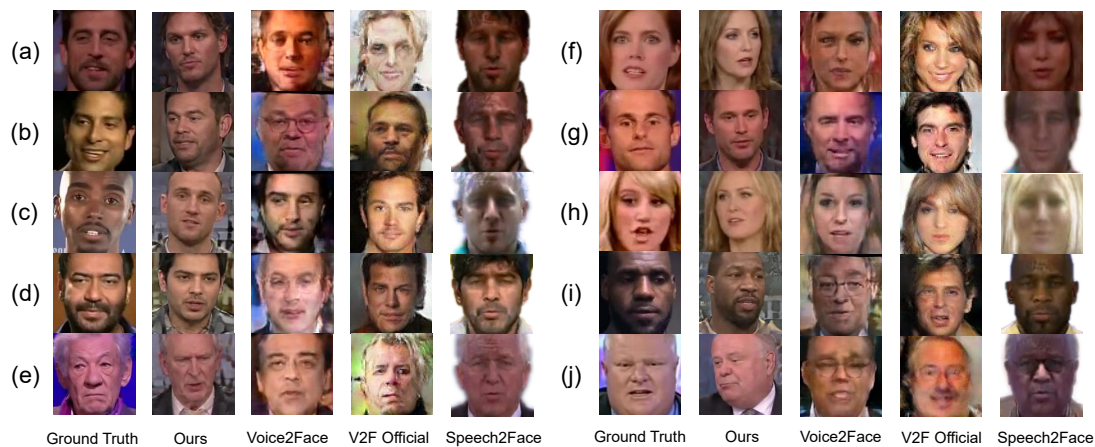 (a) (f)
(b) (g)
(c) (h)
(d) (i)
(e) (j)
Ground Truth Ours Voice2Face V2F Official Speech2Face Ground Truth Ours Voice2Face V2F Official Speech2Face